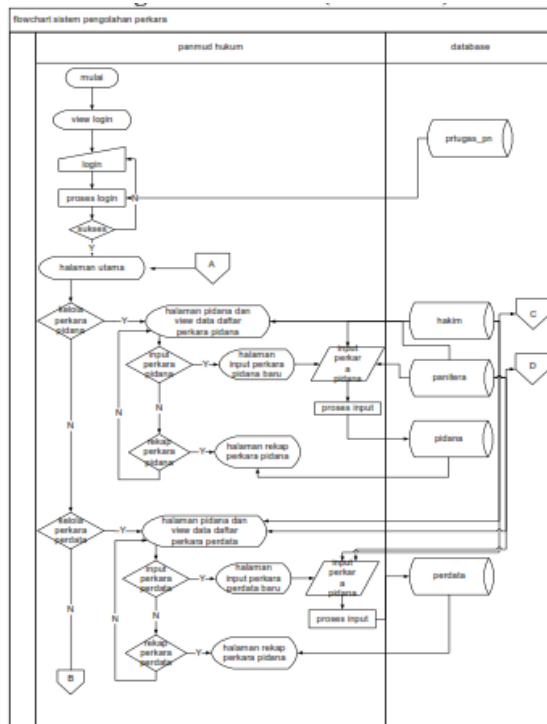 flowchart sistem pengolahan perkara
panmud hukum
database
mulai
view login
login
prtugas_pn
proses login
N
sukses
Y
halaman utama
A
kelola
perkara
pidana
Y
halaman pidana dan
view data daftar
perkara pidana
hakim
C
input
perkara
pidana
Y
halaman
input perkara
pidana baru
input
perkar
a
pidana
panitera
D
N
N
N
proses input
rekap
perkara
pidana
Y
halaman rekap
perkara pidana
pidana
kelola
perkara
perdata
Y
halaman pidana dan
view data daftar
perkara perdata
input
perkara
perdata
Y
halaman
input perkara
perdata baru
input
perkar
a
pidana
perdata
N
N
N
proses input
rekap
perkara
perdata
Y
halaman rekap
perkara pidana
B